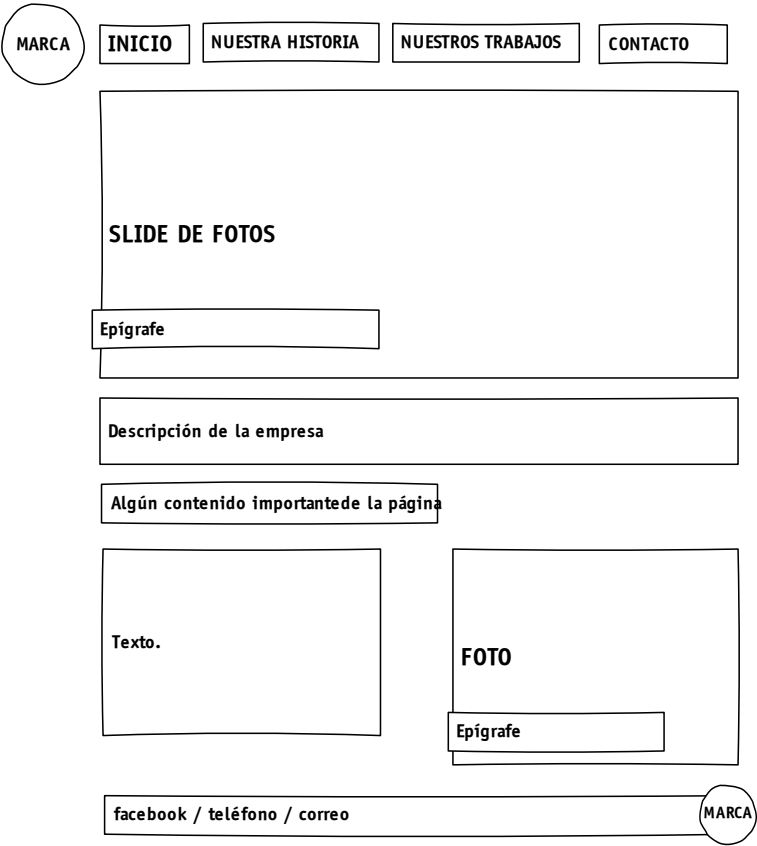 MARCA
INICIO
NUESTRA HISTORIA
NUESTROS TRABAJOS
CONTACTO
SLIDE DE FOTOS
Epígrafe
Descripción de la empresa
Algún contenido importantede la página
Texto.
FOTO
Epígrafe
facebook / teléfono / correo
MARCA